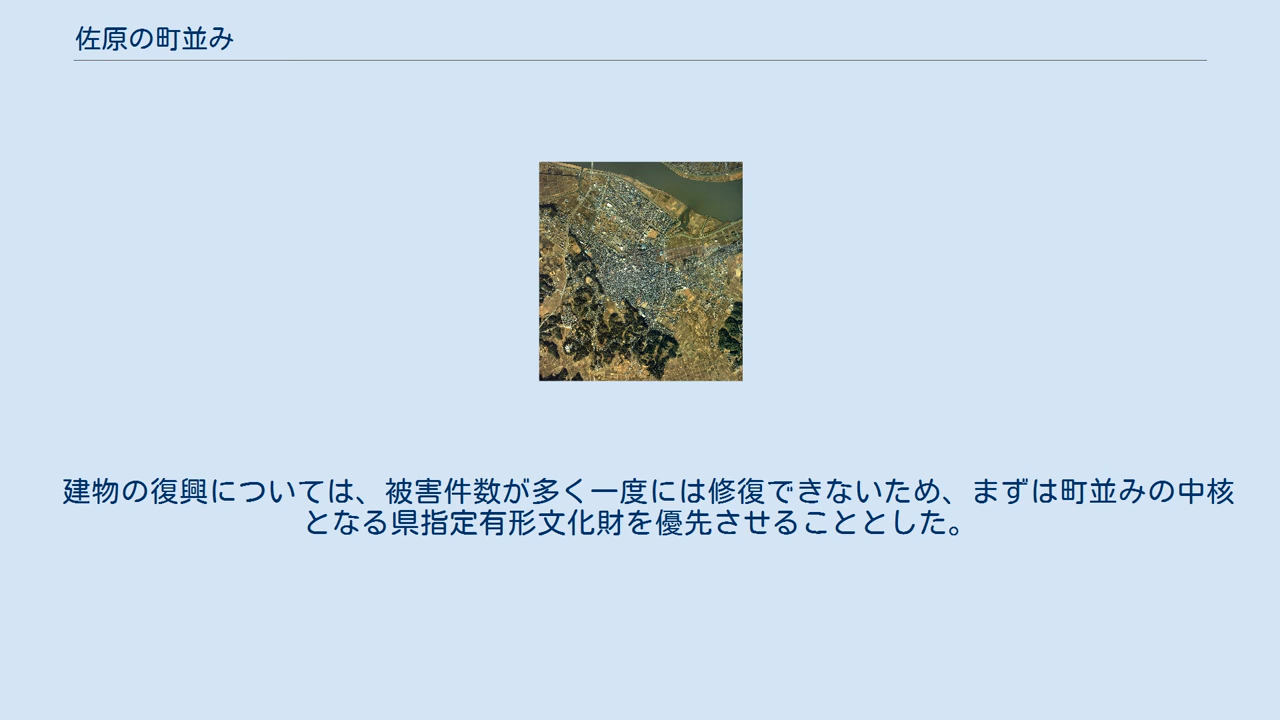 佐原の町並み
建物の復興については、被害件数が多く一度には修復できないため、まずは町並みの中核
となる県指定有形文化財を優先させることとした。